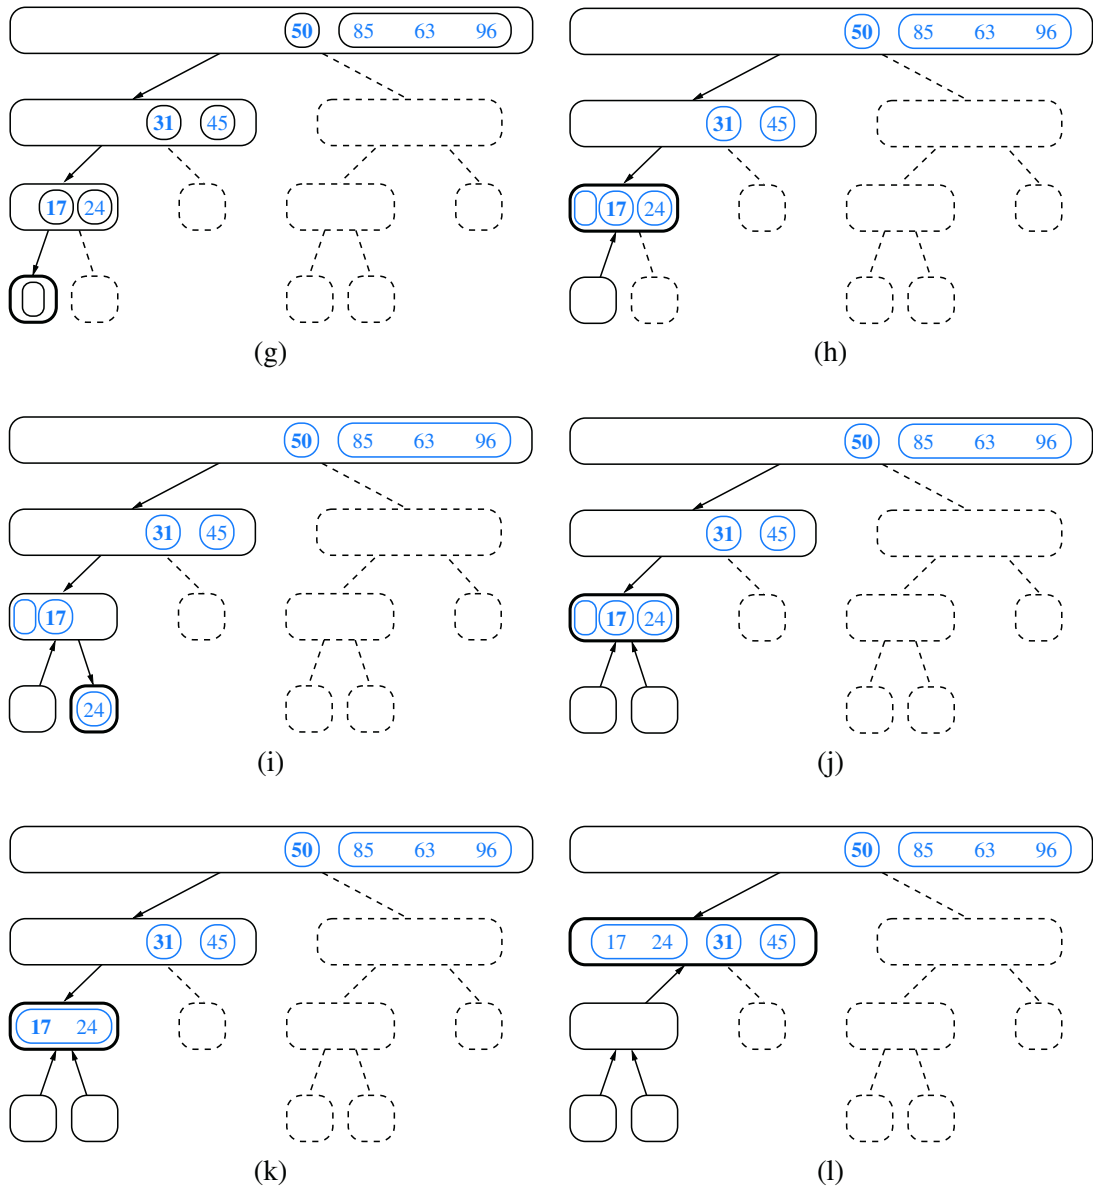 50 85 63 96 50 85 63 96
31 45 31 45
17 24 17 24
(g) (h)
50 85 63 96 50 85 63 96
31 45 31 45
17 17 24
24
(i) (j)
50 85 63 96 50 85 63 96
31 45 17 24 31 45
17 24
(k) (l)